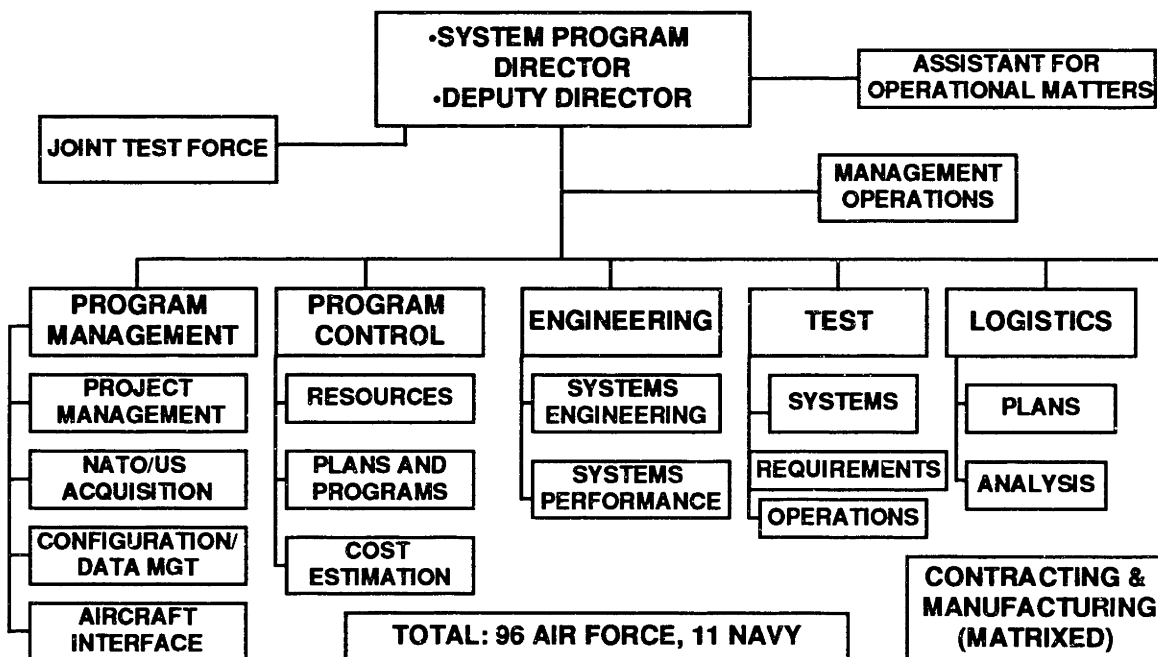 •SYSTEM PROGRAM
DIRECTOR
•DEPUTY DIRECTOR
ASSISTANT FOR
OPERATIONAL MATTERS
JOINT TEST FORCE
MANAGEMENT
OPERATIONS
PROGRAM
MANAGEMENT
PROJECT
MANAGEMENT
NATO/US
ACQUISITION
CONFIGURATION/
DATA MGT
AIRCRAFT
INTERFACE
PROGRAM
CONTROL
RESOURCES
PLANS AND
PROGRAMS
COST
ESTIMATION
ENGINEERING
SYSTEMS
ENGINEERING
SYSTEMS
PERFORMANCE
TEST
SYSTEMS
REQUIREMENTS
OPERATIONS
LOGISTICS
PLANS
ANALYSIS
CONTRACTING &
MANUFACTURING
(MATRIXED)
TOTAL: 96 AIR FORCE, 11 NAVY